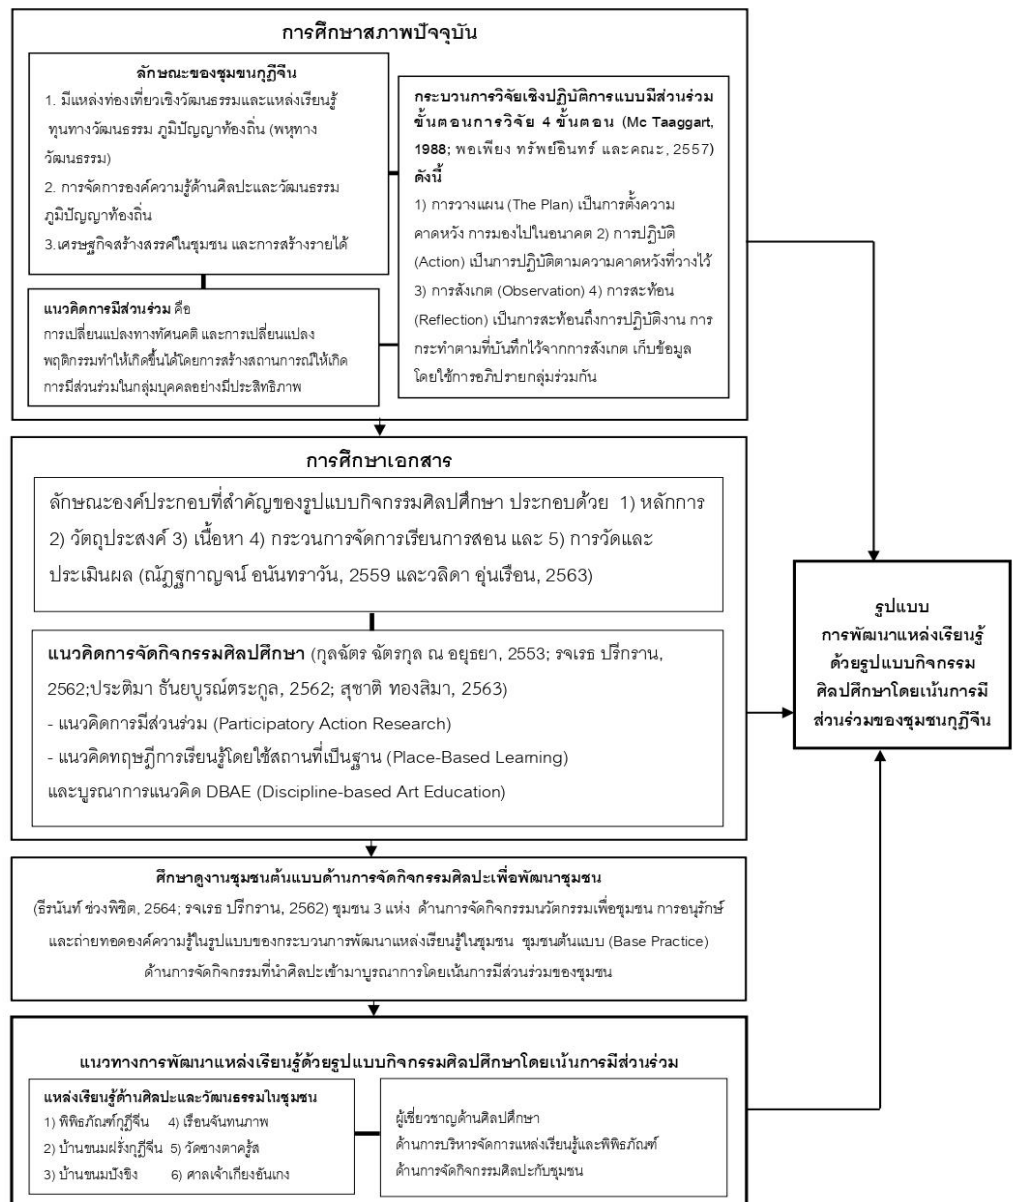 การศึกษาสภาพปัจจุบัน
ลักษณะของชุมชนกุฎีจีน
1. มีแหล่งท่องเที่ยวเชิงวัฒนธรรมและแหล่งเรียนรู้
ทุนทางวัฒนธรรม ภูมิปัญญาท้องถิ่น (พหุทาง
วัฒนธรรม)
2. การจัดการองค์ความรู้ด้านศิลปะและวัฒนธรรม
ภูมิปัญญาท้องถิ่น
3.เศรษฐกิจสร้างสรรค์ในชุมชน และการสร้างรายได้
แนวคิดการมีส่วนร่วม คือ
การเปลี่ยนแปลงทางทัศนคติ และการเปลี่ยนแปลง
พฤติกรรมทำให้เกิดขึ้นได้โดยการสร้างสถานการณ์ให้เกิด
การมีส่วนร่วมในกลุ่มบุคคลอย่างมีประสิทธิภาพ
กระบวนการวิจัยเชิงปฏิบัติการแบบมีส่วนร่วม
ขั้นตอนการวิจัย 4 ขั้นตอน (Mc Taaggart,
1988; พอเพียง ทรัพย์อินทร์ และคณะ, 2557)
ดังนี้
1) การวางแผน (The Plan) เป็นการตั้งความ
คาดหวัง การมองไปในอนาคต 2) การปฏิบัติ
(Action) เป็นการปฏิบัติตามความคาดหวังที่วางไว้
3) การสังเกต (Observation) 4) การสะท้อน
(Reflection) เป็นการสะท้อนถึงการปฏิบัติงาน การ
กระทำตามที่บันทึกไว้จากการสังเกต เก็บข้อมูล
โดยใช้การอภิปรายกลุ่มร่วมกัน
การศึกษาเอกสาร
ลักษณะองค์ประกอบที่สำคัญของรูปแบบกิจกรรมศิลปศึกษา ประกอบด้วย 1) หลักการ
2) วัตถุประสงค์ 3) เนื้อหา 4) กระวนการจัดการเรียนการสอน และ 5) การวัดและ
ประเมินผล (ณัฏฐกาญจน์ อนันทราวัน, 2559 และวลิดา อุ่นเรือน, 2563)
แนวคิดการจัดกิจกรรมศิลปศึกษา (กุลฉัตร ฉัตรกุล ณ อยุธยา, 2553; รจเรธ ปรีกราน,
2562;ประติมา ธันยบูรณ์ตระกูล, 2562; สุชาติ ทองสิมา, 2563)
- แนวคิดการมีส่วนร่วม (Participatory Action Research)
- แนวคิดทฤษฎีการเรียนรู้โดยใช้สถานที่เป็นฐาน (Place-Based Learning)
และบูรณาการแนวคิด DBAE (Discipline-based Art Education)
ศึกษาดูงานชุมชนต้นแบบด้านการจัดกิจกรรมศิลปะเพื่อพัฒนาชุมชน
(ธีรนันท์ ช่วงพิชิต, 2564; รจเรธ ปรีกราน, 2562) ชุมชน 3 แห่ง ด้านการจัดกิจกรรมนวัตกรรมเพื่อชุมชน การอนุรักษ์
และถ่ายทอดองค์ความรู้ในรูปแบบของกระบวนการพัฒนาแหล่งเรียนรู้ในชุมชน ชุมชนต้นแบบ (Base Practice)
ด้านการจัดกิจกรรมที่นำศิลปะเข้ามาบูรณาการโดยเน้นการมีส่วนร่วมของชุมชน
แนวทางการพัฒนาแหล่งเรียนรู้ด้วยรูปแบบกิจกรรมศิลปศึกษาโดยเน้นการมีส่วนร่วม
แหล่งเรียนรู้ด้านศิลปะและวัฒนธรรมในชุมชน
1) พิพิธภัณฑ์กุฎีจีน 4) เรือนจันทนภาพ
2) บ้านขนมฝรั่งกุฎีจีน 5) วัดซางตาครู้ส
3) บ้านขนมปังขิง 6) ศาลเจ้าเกียงอันเกง
ผู้เชี่ยวชาญด้านศิลปศึกษา
ด้านการบริหารจัดการแหล่งเรียนรู้และพิพิธภัณฑ์
ด้านการจัดกิจกรรมศิลปะกับชุมชน
รูปแบบ
การพัฒนาแหล่งเรียนรู้
ด้วยรูปแบบกิจกรรม
ศิลปศึกษาโดยเน้นการมี
ส่วนร่วมของชุมชนกุฎีจีน